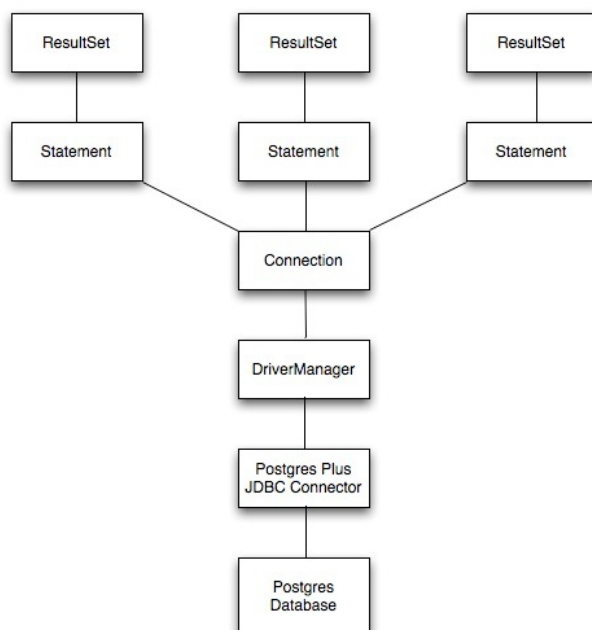 ResultSet
ResultSet
ResultSet
Statement
Statement
Statement
Connection
DriverManager
Postgres Plus
JDBC Connector
Postgres
Database